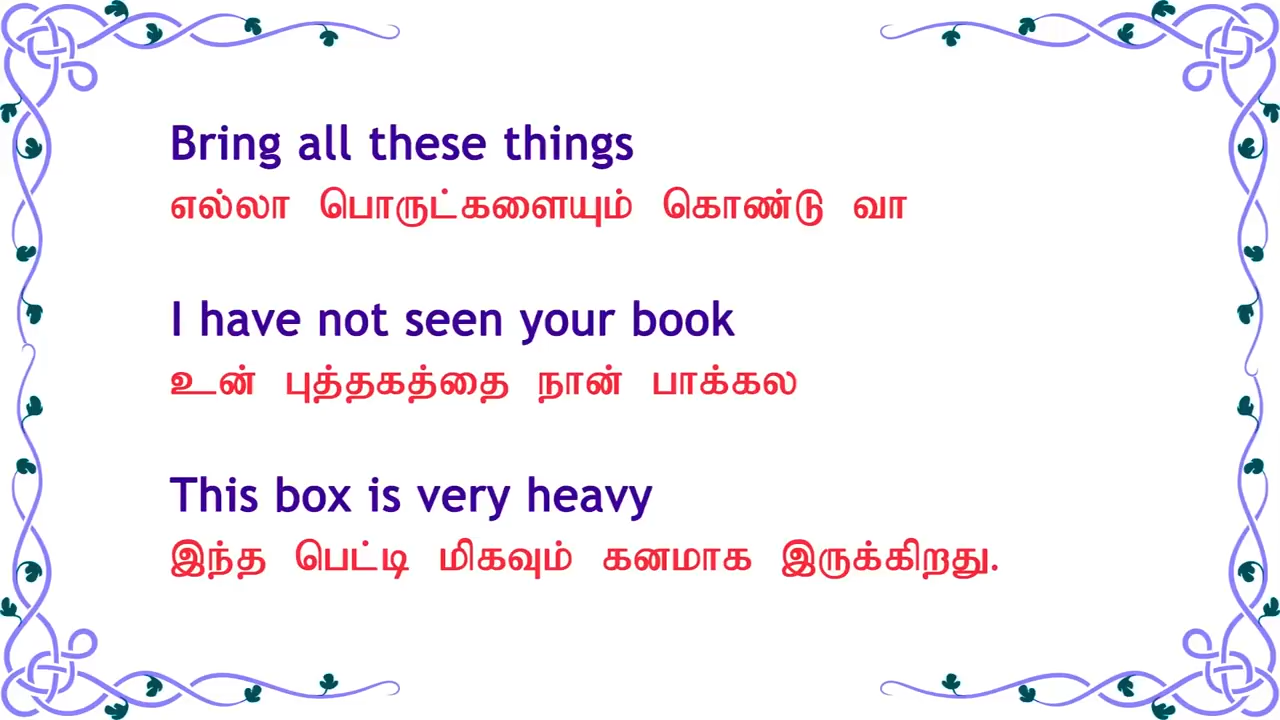 Bring all these things
எல்லா பொருட்களையும் கொண்டு வா
I have not seen your book
உன் புத்தகத்தை நான் பாக்கல
This box is very heavy
இந்த பெட்டி மிகவும் கனமாக இருக்கிறது.